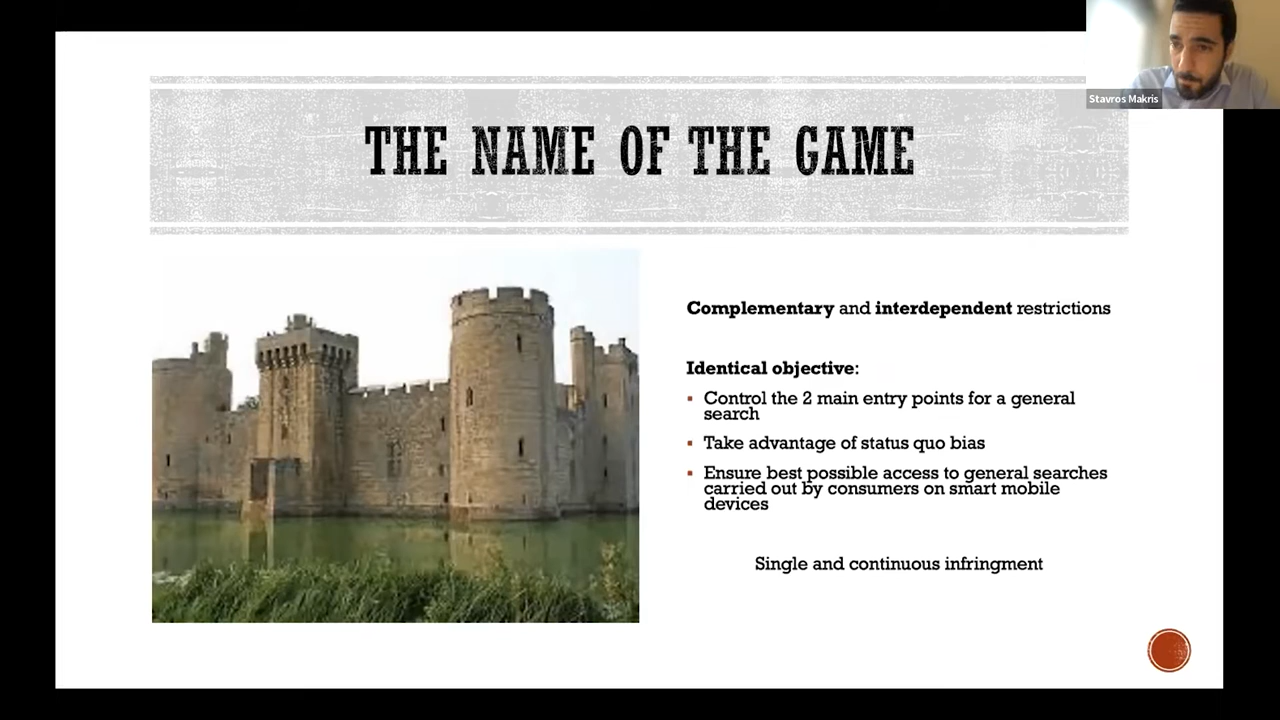 Stavros Makris
THE NAME OF THE GAME
Complementary and interdependent restrictions
Identical objective:
▪ Control the 2 main entry points for a general
search
▪ Take advantage of status quo bias
▪ Ensure best possible access to general searches
carried out by consumers on smart mobile
devices
Single and continuous infringment